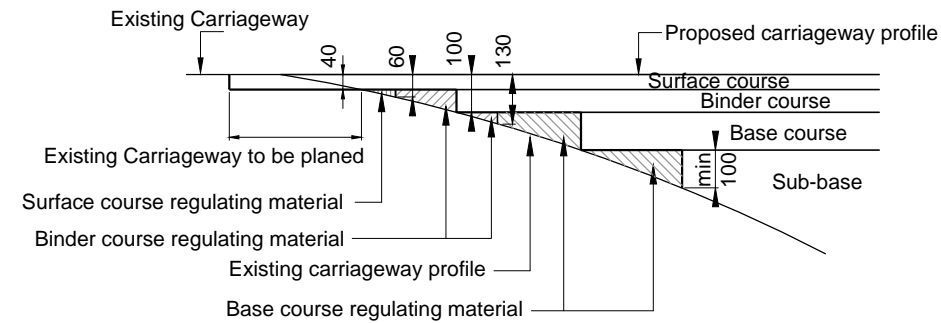 Existing Carriageway
Proposed carriageway profile
40
60
100
130
Surface course
Binder course
Base course
Existing Carriageway to be planed
min
100
Sub-base
Surface course regulating material
Binder course regulating material
Existing carriageway profile
Base course regulating material